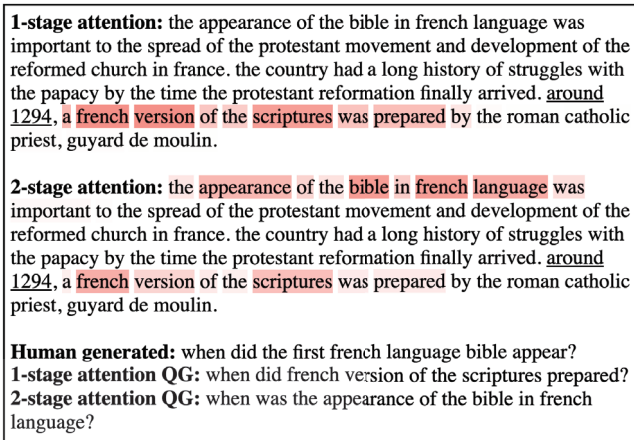 1-stage attention: the appearance of the bible in french language was
important to the spread of the protestant movement and development of the
reformed church in france. the country had a long history of struggles with
the papacy by the time the protestant reformation finally arrived. around
1294, a french version of the scriptures was prepared by the roman catholic
priest, guyard de moulin.
2-stage attention: the appearance of the bible in french language was
important to the spread of the protestant movement and development of the
reformed church in france. the country had a long history of struggles with
the papacy by the time the protestant reformation finally arrived. around
1294, a french version of the scriptures was prepared by the roman catholic
priest, guyard de moulin.
Human generated: when did the first french language bible appear?
1-stage attention QG: when did french version of the scriptures prepared?
2-stage attention QG: when was the appearance of the bible in french
language?